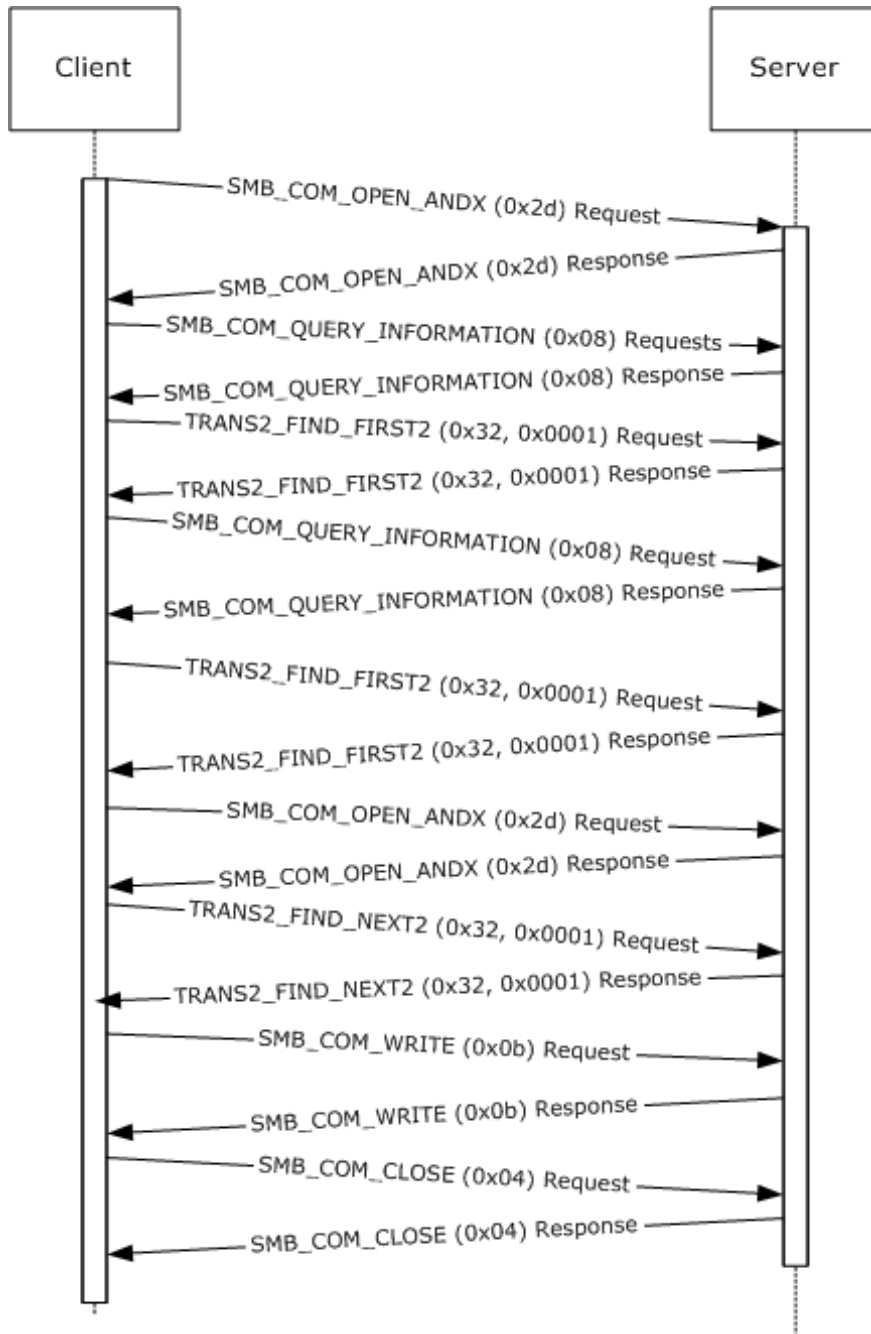 Client
Server
SMB_COM_OPEN_ANDX (0x2d) Request
SMB_COM_OPEN_ANDX (0x2d) Response
SMB_COM_QUERY_INFORMATION (0x08) Requests
SMB_COM_QUERY_INFORMATION (0x08) Response
TRANS2_FIND_FIRST2 (0x32, 0x0001) Request
TRANS2_FIND_FIRST2 (0x32, 0x0001) Response
SMB_COM_QUERY_INFORMATION (0x08) Request
SMB_COM_QUERY_INFORMATION (0x08) Response
TRANS2_FIND_FIRST2 (0x32, 0x0001) Request
TRANS2_FIND_FIRST2 (0x32, 0x0001) Response
SMB_COM_OPEN_ANDX (0x2d) Request
SMB_COM_OPEN_ANDX (0x2d) Response
TRANS2_FIND_NEXT2 (0x32, 0x0001) Request
TRANS2_FIND_NEXT2 (0x32, 0x0001) Response
SMB_COM_WRITE (0x0b) Request
SMB_COM_WRITE (0x0b) Response
SMB_COM_CLOSE (0x04) Request
SMB_COM_CLOSE (0x04) Response